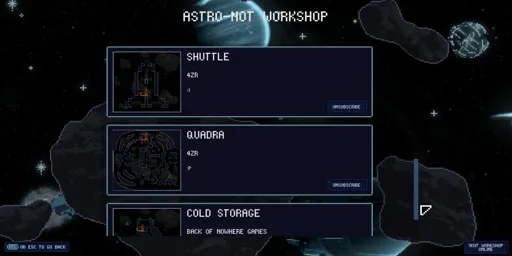 ASTRO-NOT WORKSHOP
SHUTTLE
4ZR
UNSUBSCRIBE
QUADRA
4ZR
UNSUBSCRIBE
COLD STORAGE
BACK OF NOWHERE GAMES
ESC OR ESC TO GO BACK
VISIT WORKSHOP
ONLINE